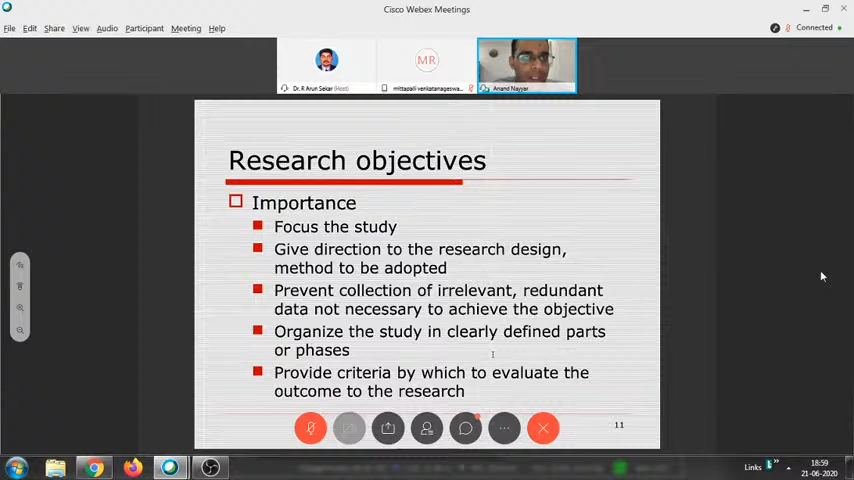 Cisco Webex Meetings
File Edit Share View Audio Participant Meeting Help
Connected
MR
Dr. R Arun Sekar (Host)
mittapalli venkatanageswa...
Anand Nayyar
Research objectives
Importance
Focus the study
Give direction to the research design,
method to be adopted
Prevent collection of irrelevant, redundant
data not necessary to achieve the objective
Organize the study in clearly defined parts
or phases
Provide criteria by which to evaluate the
outcome to the research
11
Links
18:59
21-06-2020